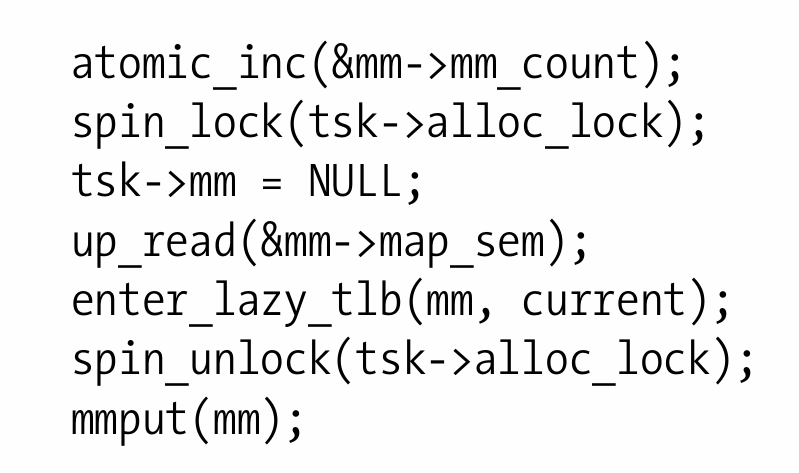 atomic_inc(&mm->mm_count);
spin_lock(tsk->alloc_lock);
tsk->mm = NULL;
up_read(&mm->map_sem);
enter_lazy_tlb(mm, current);
spin_unlock(tsk->alloc_lock);
mmput(mm);